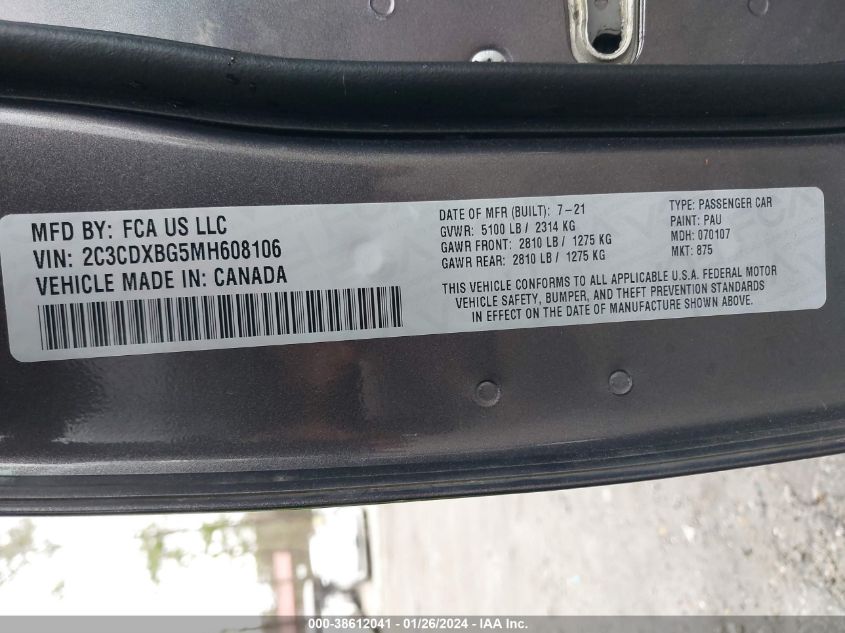 MFD BY: FCA US LLC
VIN: 2C3CDXBG5MH608106
VEHICLE MADE IN: CANADA
DATE OF MFR (BUILT): 7-21
GVWR: 5100 LB / 2314 KG
GAWR FRONT: 2810 LB / 1275 KG
GAWR REAR: 2810 LB / 1275 KG
TYPE: PASSENGER CAR
PAINT: PAU
MDH: 070107
MKT: 875
THIS VEHICLE CONFORMS TO ALL APPLICABLE U.S.A. FEDERAL MOTOR
VEHICLE SAFETY, BUMPER, AND THEFT PREVENTION STANDARDS
IN EFFECT ON THE DATE OF MANUFACTURE SHOWN ABOVE.
000-38612041 - 01/26/2024 - IAA Inc.